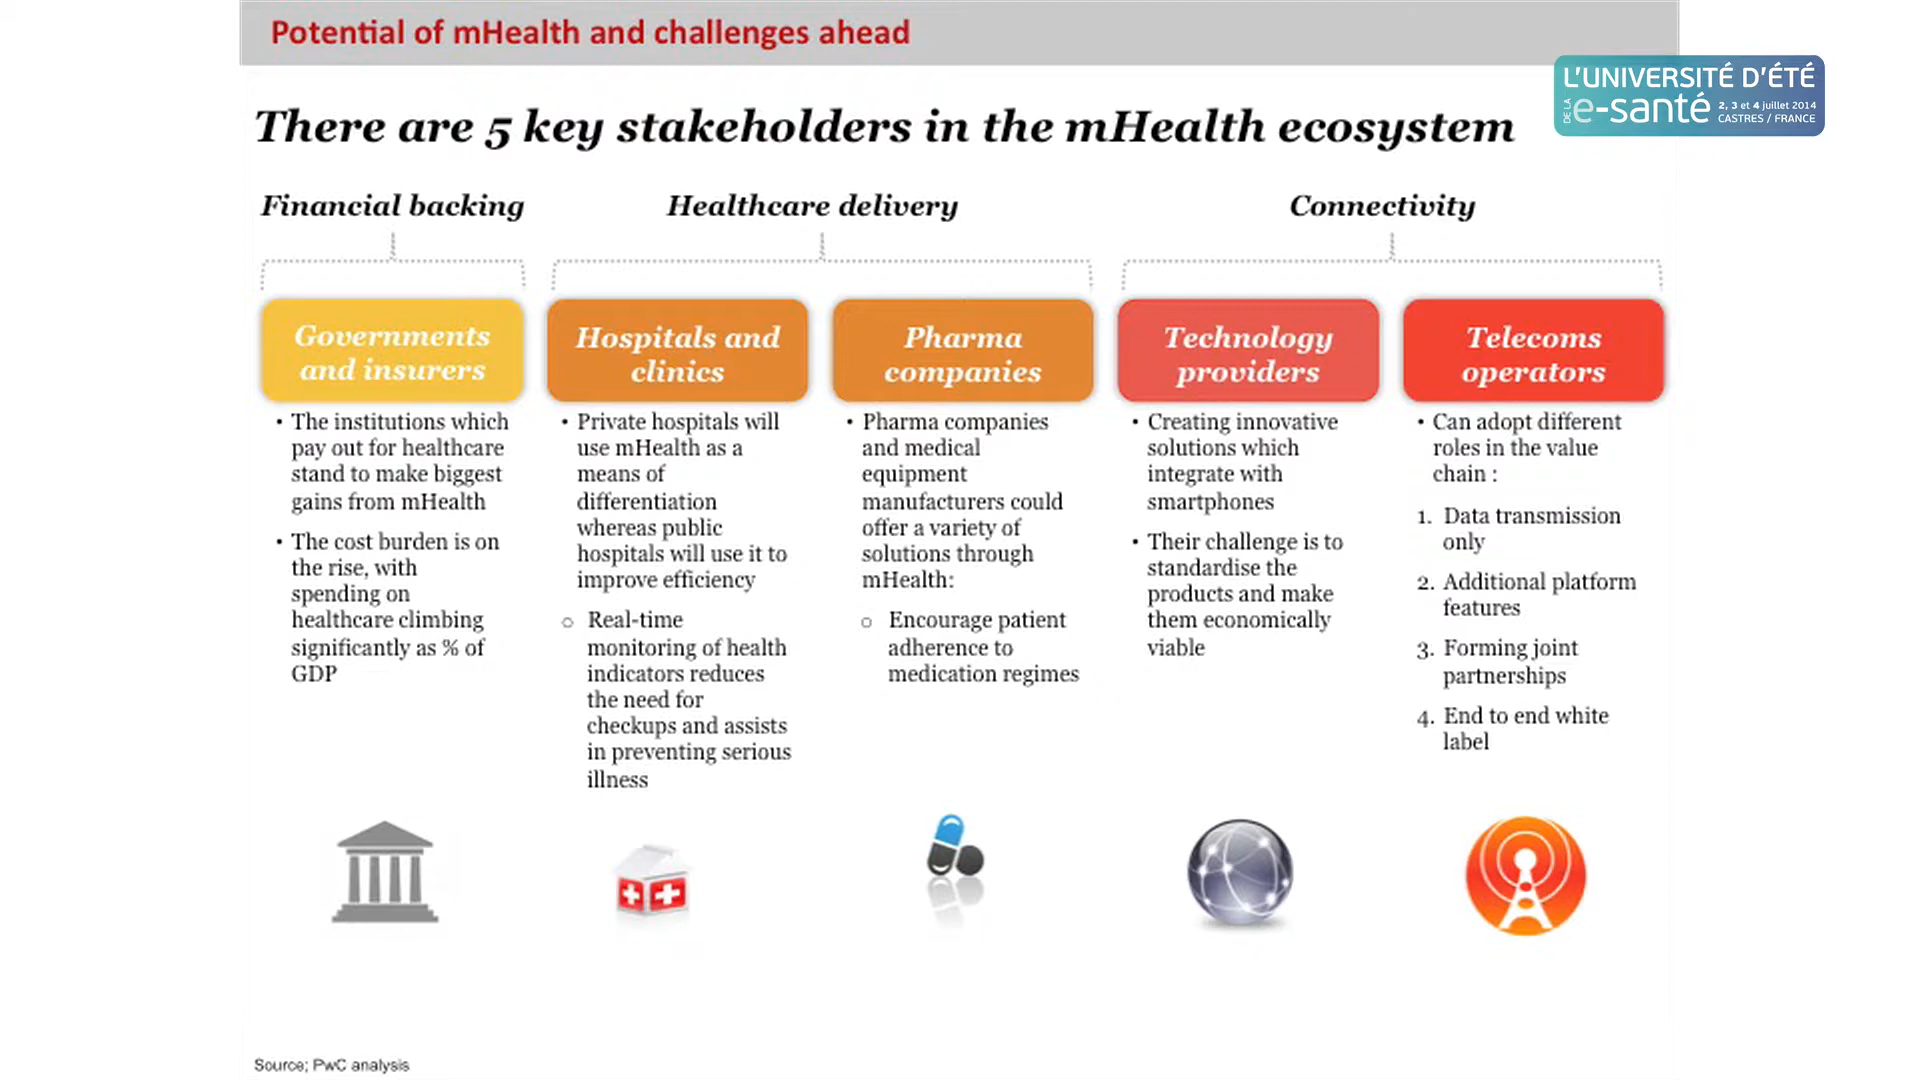 Potential of mHealth and challenges ahead
L'UNIVERSITÉ D'ÉTÉ
DE LA e-santé
2, 3 et 4 juillet 2014
CASTRES / FRANCE
There are 5 key stakeholders in the mHealth ecosystem
Financial backing
Healthcare delivery
Connectivity
Governments
and insurers
• The institutions which
pay out for healthcare
stand to make biggest
gains from mHealth
• The cost burden is on
the rise, with
spending on
healthcare climbing
significantly as % of
GDP
Hospitals and
clinics
• Private hospitals will
use mHealth as a
means of
differentiation
whereas public
hospitals will use it to
improve efficiency
o Real-time
monitoring of health
indicators reduces
the need for
checkups and assists
in preventing serious
illness
Pharma
companies
• Pharma companies
and medical
equipment
manufacturers could
offer a variety of
solutions through
mHealth:
o Encourage patient
adherence to
medication regimes
Technology
providers
• Creating innovative
solutions which
integrate with
smartphones
• Their challenge is to
standardise the
products and make
them economically
viable
Telecoms
operators
• Can adopt different
roles in the value
chain :
1. Data transmission
only
2. Additional platform
features
3. Forming joint
partnerships
4. End to end white
label
Source; PwC analysis